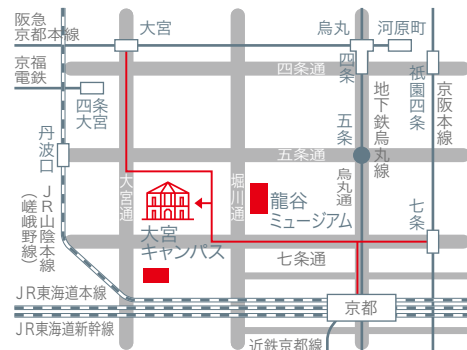 阪急
京都本線
大宮
烏丸
河原町
京福
電鉄
四条
大宮
四条
四条通
祇園四条
京阪本線
地下鉄烏丸線
五条
五条通
丹波口
大宮通
堀川通
烏丸通
龍谷
ミュージアム
七条
JR山陰本線
(嵯峨野線)
大宮
キャンパス
七条通
JR東海道本線
京都
JR東海道新幹線
近鉄京都線